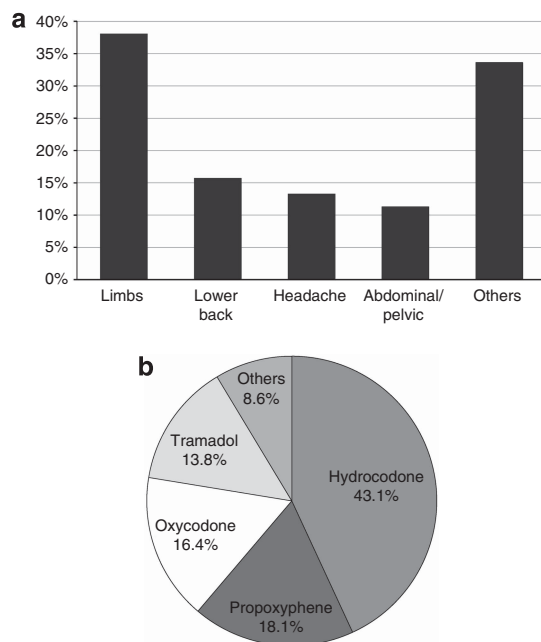 a
40%
35%
30%
25%
20%
15%
10%
5%
0%
Limbs
Lower
back
Headache
Abdominal/
pelvic
Others
b
Others
8.6%
Tramadol
13.8%
Hydrocodone
43.1%
Oxycodone
16.4%
Propoxyphene
18.1%